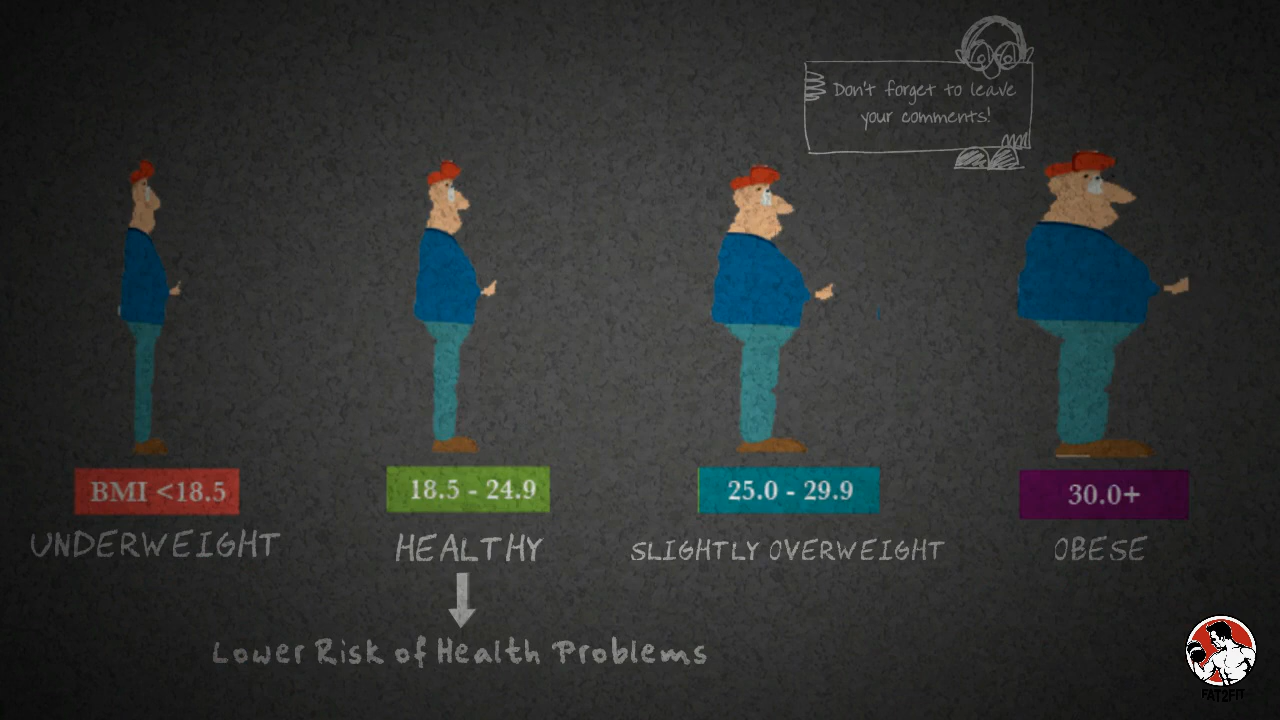 Don't forget to leave
your comments!
BMI <18.5
18.5 - 24.9
25.0 - 29.9
30.0+
UNDERWEIGHT
HEALTHY
SLIGHTLY OVERWEIGHT
OBESE
Lower Risk of Health Problems
FAT2FIT